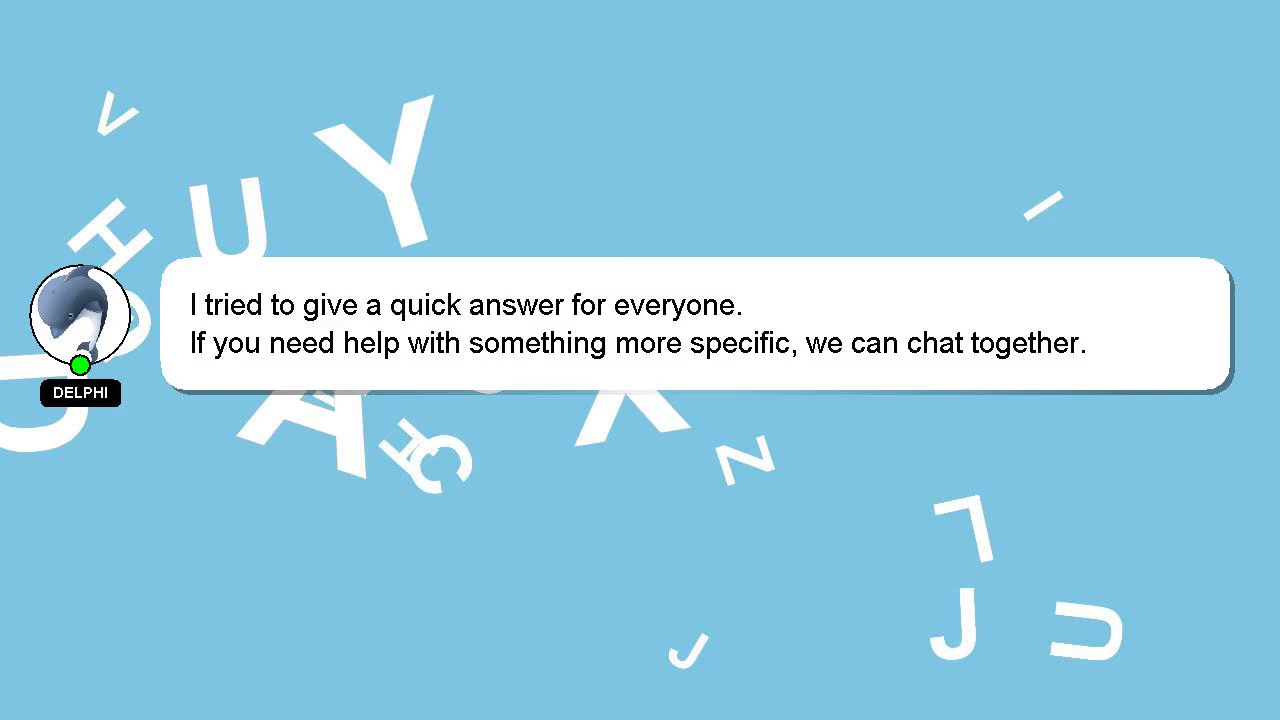 V
Y
H
U
I
I tried to give a quick answer for everyone.
If you need help with something more specific, we can chat together.
DELPHI
A
X
H
C
N
L
J
U
J